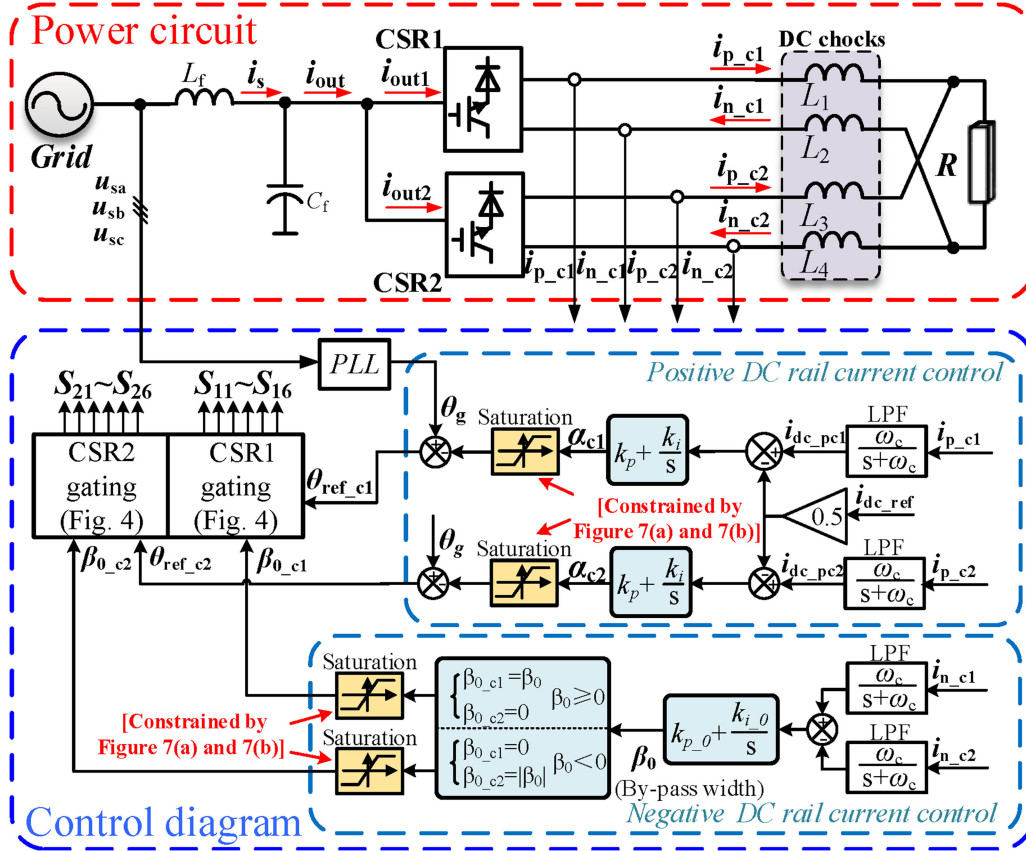 Power circuit
Grid
L_f
i_s
i_out
i_out1
CSR1
i_p_c1
DC chocks
L_1
i_n_c1
L_2
R
u_sa
u_sb
u_sc
C_f
i_out2
i_p_c2
L_3
i_n_c2
L_4
CSR2
i_p_c1 i_n_c1 i_p_c2 i_n_c2
PLL
Positive DC rail current control
S_21~S_26
S_11~S_16
θ_g
Saturation
α_c1
k_p + k_i/s
i_dc_pc1
LPF
ω_c/(s+ω_c)
i_p_c1
CSR2
gating
(Fig. 4)
CSR1
gating
(Fig. 4)
θ_ref_c1
[Constrained by
Figure 7(a) and 7(b)]
0.5
i_dc_ref
β_0_c2
θ_ref_c2
β_0_c1
θ_g
Saturation
α_c2
k_p + k_i/s
i_dc_pc2
LPF
ω_c/(s+ω_c)
i_p_c2
Saturation
[Constrained by
Figure 7(a) and 7(b)]
Saturation
β_0_c1=β_0
β_0_c2=0
β_0≥0
β_0_c1=0
β_0_c2=|β_0|
β_0<0
β_0
(By-pass width)
k_p_0 + k_i_0/s
LPF
ω_c/(s+ω_c)
i_n_c1
LPF
ω_c/(s+ω_c)
i_n_c2
Control diagram
Negative DC rail current control